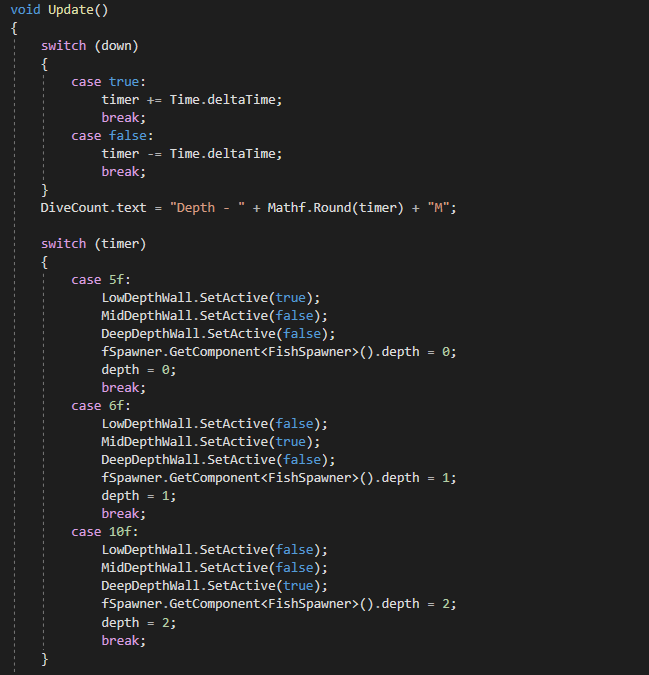 void Update()
{
    switch (down)
    {
        case true:
            timer += Time.deltaTime;
            break;
        case false:
            timer -= Time.deltaTime;
            break;
    }
    DiveCount.text = "Depth - " + Mathf.Round(timer) + "M";

    switch (timer)
    {
        case 5f:
            LowDepthWall.SetActive(true);
            MidDepthWall.SetActive(false);
            DeepDepthWall.SetActive(false);
            fSpawner.GetComponent<FishSpawner>().depth = 0;
            depth = 0;
            break;
        case 6f:
            LowDepthWall.SetActive(false);
            MidDepthWall.SetActive(true);
            DeepDepthWall.SetActive(false);
            fSpawner.GetComponent<FishSpawner>().depth = 1;
            depth = 1;
            break;
        case 10f:
            LowDepthWall.SetActive(false);
            MidDepthWall.SetActive(false);
            DeepDepthWall.SetActive(true);
            fSpawner.GetComponent<FishSpawner>().depth = 2;
            depth = 2;
            break;
    }